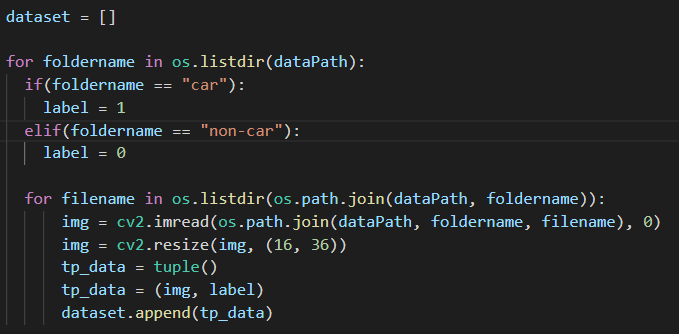 dataset = []
for foldername in os.listdir(dataPath):
if(foldername == "car"):
label = 1
elif(foldername == "non-car"):
label = 0
for filename in os.listdir(os.path.join(dataPath, foldername)):
img = cv2.imread(os.path.join(dataPath, foldername, filename), 0)
img = cv2.resize(img, (16, 36))
tp_data = tuple()
tp_data = (img, label)
dataset.append(tp_data)